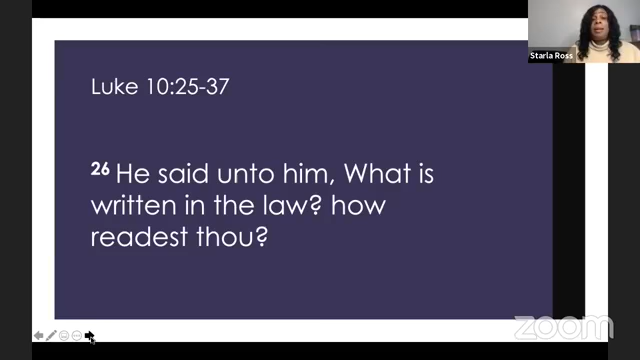 Luke 10:25-37
26 He said unto him, What is
written in the law? how
readest thou?
Starla Ross
zoom